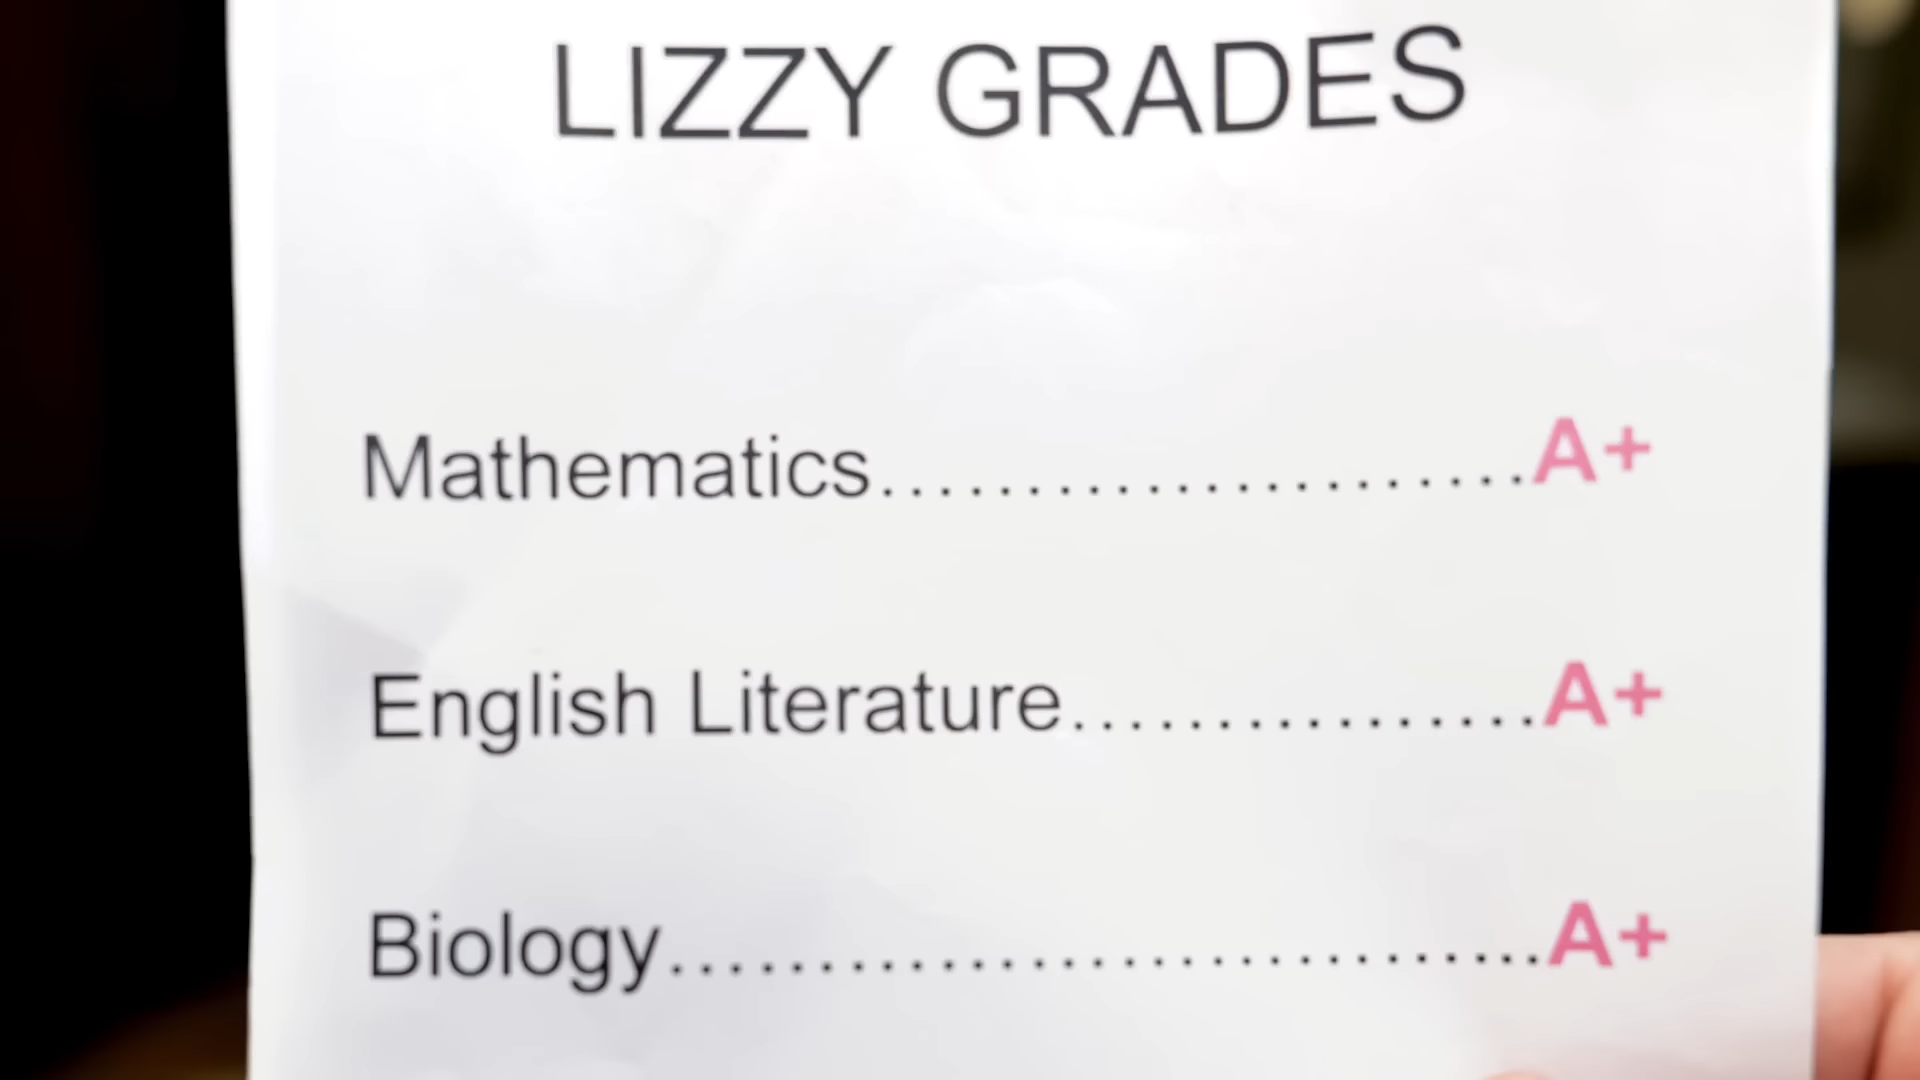 LIZZY GRADES
Mathematics......................A+
English Literature................A+
Biology..............................A+